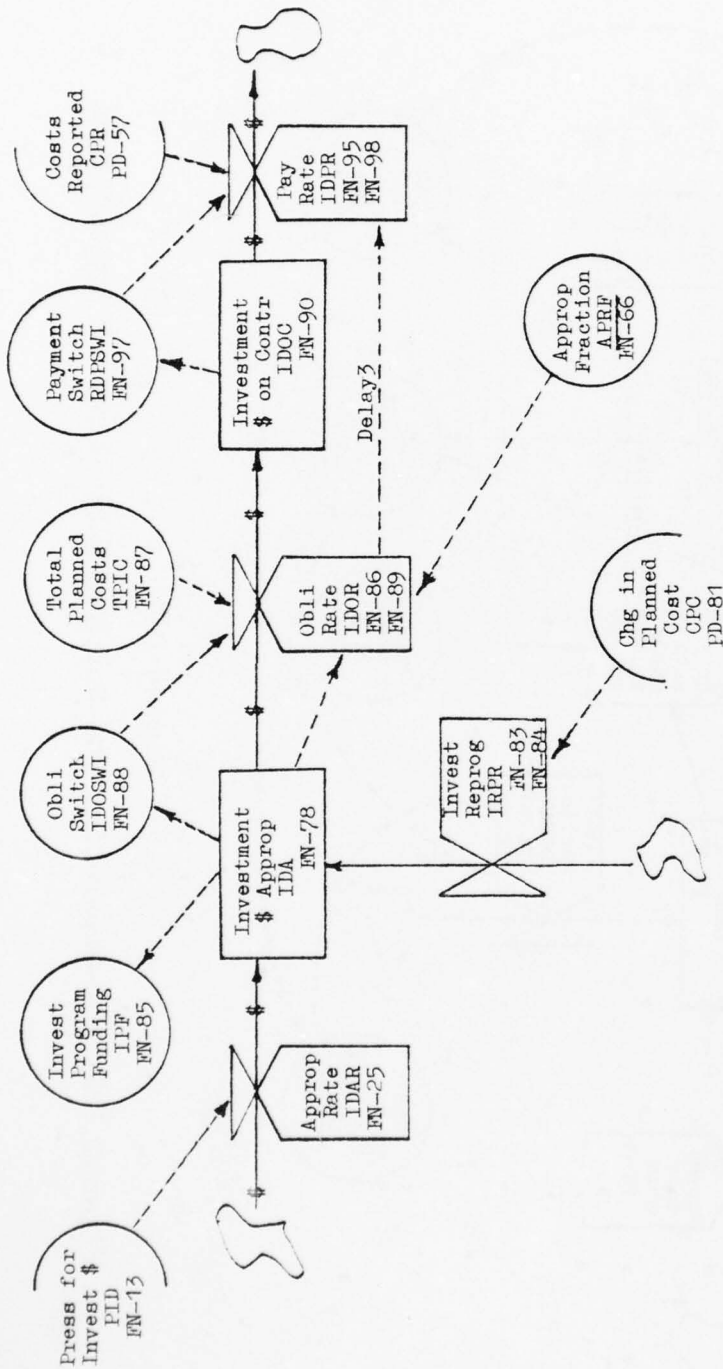 Press for
Invest $
PID
FN-13
Invest
Program
Funding
IPF
FN-85
Obli
Switch
IDOSWI
FN-88
Total
Planned
Costs
TPIC
FN-87
Payment
Switch
RDPSWI
FN-97
Costs
Reported
CPR
PD-57
$
Approp
Rate
IDAR
FN-25
$
Investment
$ Approp
IDA
FN-78
$
Obli
Rate
IDOR
FN-86
FN-89
$
Investment
$ on Contr
IDOC
FN-90
$
Pay
Rate
IDPR
FN-95
FN-98
$
Delay3
Invest
Reprog
IRPR
FN-83
FN-84
Chg in
Planned
Cost
CPC
PD-81
Approp
Fraction
APRF
FN-66